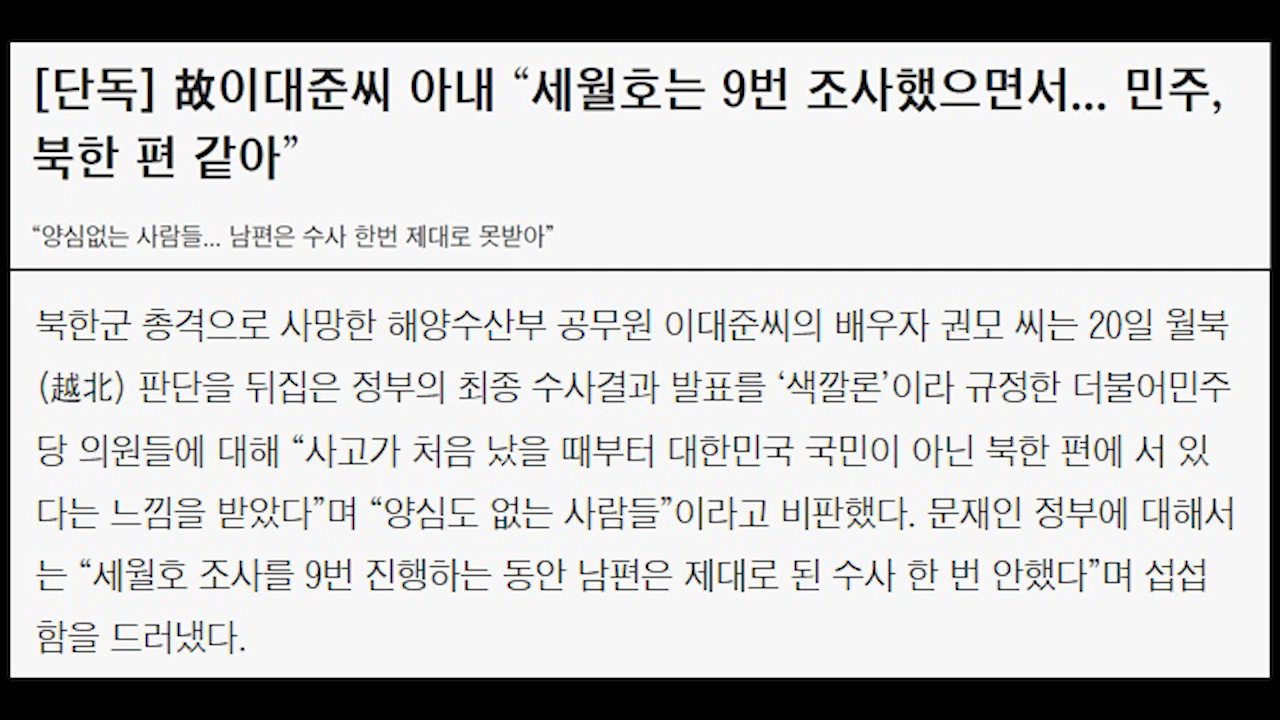 [단독] 故이대준씨 아내 “세월호는 9번 조사했으면서... 민주,
북한 편 같아”
“양심없는 사람들... 남편은 수사 한번 제대로 못받아”
북한군 총격으로 사망한 해양수산부 공무원 이대준씨의 배우자 권모 씨는 20일 월북
(越北) 판단을 뒤집은 정부의 최종 수사결과 발표를 ‘색깔론’이라 규정한 더불어민주
당 의원들에 대해 “사고가 처음 났을 때부터 대한민국 국민이 아닌 북한 편에 서 있
다는 느낌을 받았다”며 “양심도 없는 사람들”이라고 비판했다. 문재인 정부에 대해서
는 “세월호 조사를 9번 진행하는 동안 남편은 제대로 된 수사 한 번 안했다”며 섭섭
함을 드러냈다.